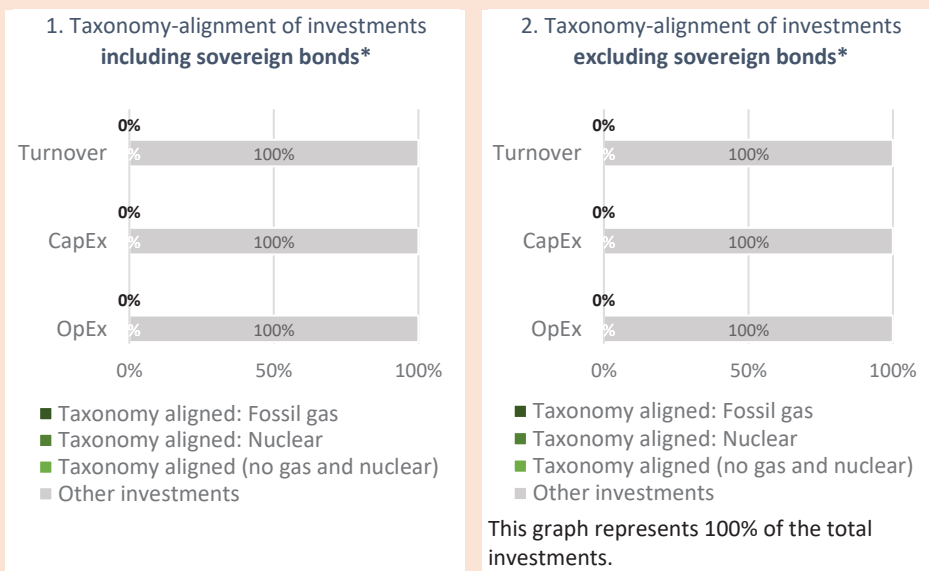 1. Taxonomy-alignment of investments
including sovereign bonds*
0%
Turnover
% 100%
0%
CapEx
% 100%
0%
OpEx
% 100%
0% 50% 100%
Taxonomy aligned: Fossil gas
Taxonomy aligned: Nuclear
Taxonomy aligned (no gas and nuclear)
Other investments
2. Taxonomy-alignment of investments
excluding sovereign bonds*
0%
Turnover
% 100%
0%
CapEx
% 100%
0%
OpEx
% 100%
0% 50% 100%
Taxonomy aligned: Fossil gas
Taxonomy aligned: Nuclear
Taxonomy aligned (no gas and nuclear)
Other investments
This graph represents 100% of the total
investments.